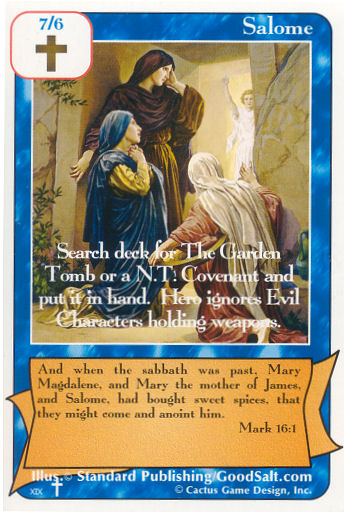 7/6
Salome
Search deck for The Garden
Tomb or a N.T. Covenant and
put it in hand. Hero ignores Evil
Characters holding weapons.
And when the sabbath was past, Mary
Magdalene, and Mary the mother of James,
and Salome, had bought sweet spices, that
they might come and anoint him.
Mark 16:1
Illus. © Standard Publishing/GoodSalt.com
XIX
© Cactus Game Design, Inc.